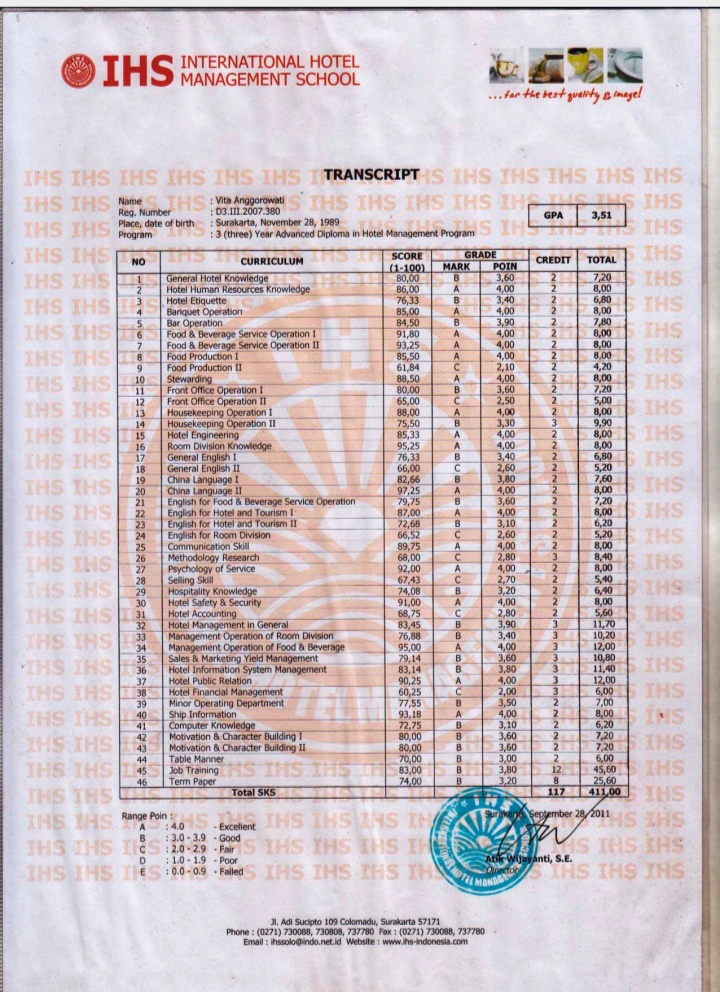 IHS INTERNATIONAL HOTEL
MANAGEMENT SCHOOL
...for the best quality & image!
TRANSCRIPT
Name : Vita Anggorowati
Reg. Number : D3.III.2007.380
Place, date of birth : Surakarta, November 28, 1989
Program : 3 (three) Year Advanced Diploma in Hotel Management Program
GPA 3,51
NO CURRICULUM SCORE (1-100) GRADE MARK POIN CREDIT TOTAL
1 General Hotel Knowledge 80,00 B 3,60 2 7,20
2 Hotel Human Resources Knowledge 86,00 A 4,00 2 8,00
3 Hotel Etiquette 76,33 B 3,40 2 6,80
4 Banquet Operation 85,00 A 4,00 2 8,00
5 Bar Operation 84,50 B 3,90 2 7,80
6 Food & Beverage Service Operation I 91,80 A 4,00 2 8,00
7 Food & Beverage Service Operation II 93,25 A 4,00 2 8,00
8 Food Production I 85,50 A 4,00 2 8,00
9 Food Production II 61,84 C 2,10 2 4,20
10 Stewarding 88,50 A 4,00 2 8,00
11 Front Office Operation I 80,00 B 3,60 2 7,20
12 Front Office Operation II 65,00 C 2,50 2 5,00
13 Housekeeping Operation I 88,00 A 4,00 2 8,00
14 Housekeeping Operation II 75,50 B 3,30 3 9,90
15 Hotel Engineering 85,33 A 4,00 2 8,00
16 Room Division Knowledge 95,25 A 4,00 2 8,00
17 General English I 76,33 B 3,40 2 6,80
18 General English II 66,00 C 2,60 2 5,20
19 China Language I 82,66 B 3,80 2 7,60
20 China Language II 97,25 A 4,00 2 8,00
21 English for Food & Beverage Service Operation 79,75 B 3,60 2 7,20
22 English for Hotel and Tourism I 87,00 A 4,00 2 8,00
23 English for Hotel and Tourism II 72,68 B 3,10 2 6,20
24 English for Room Division 66,52 C 2,60 2 5,20
25 Communication Skill 89,75 A 4,00 2 8,00
26 Methodology Research 68,00 C 2,80 3 8,40
27 Psychology of Service 92,00 A 4,00 2 8,00
28 Selling Skill 67,43 C 2,70 2 5,40
29 Hospitality Knowledge 74,08 B 3,20 2 6,40
30 Hotel Safety & Security 91,00 A 4,00 2 8,00
31 Hotel Accounting 68,75 C 2,80 2 5,60
32 Hotel Management in General 83,45 B 3,90 3 11,70
33 Management Operation of Room Division 76,88 B 3,40 3 10,20
34 Management Operation of Food & Beverage 95,00 A 4,00 3 12,00
35 Sales & Marketing Yield Management 79,14 B 3,60 3 10,80
36 Hotel Information System Management 83,14 B 3,80 3 11,40
37 Hotel Public Relation 90,25 A 4,00 3 12,00
38 Hotel Financial Management 60,25 C 2,00 3 6,00
39 Minor Operating Department 77,55 B 3,50 2 7,00
40 Ship Information 93,18 A 4,00 2 8,00
41 Computer Knowledge 72,75 B 3,10 2 6,20
42 Motivation & Character Building I 80,00 B 3,60 2 7,20
43 Motivation & Character Building II 80,00 B 3,60 2 7,20
44 Table Manner 70,00 B 3,00 2 6,00
45 Job Training 83,00 B 3,80 12 45,60
46 Term Paper 74,00 B 3,20 8 25,60
Total SKS 117 411,00
Range Poin :
A : 4.0 - Excellent
B : 3.0 - 3.9 - Good
C : 2.0 - 2.9 - Fair
D : 1.0 - 1.9 - Poor
E : 0.0 - 0.9 - Failed
Surakarta, September 28, 2011
Atik Wijayanti, S.E.
Director
Jl. Adi Sucipto 109 Colomadu, Surakarta 57171
Phone : (0271) 730088, 730808, 737780 Fax : (0271) 730088, 737780
Email : ihssolo@indo.net.id Website : www.ihs-indonesia.com